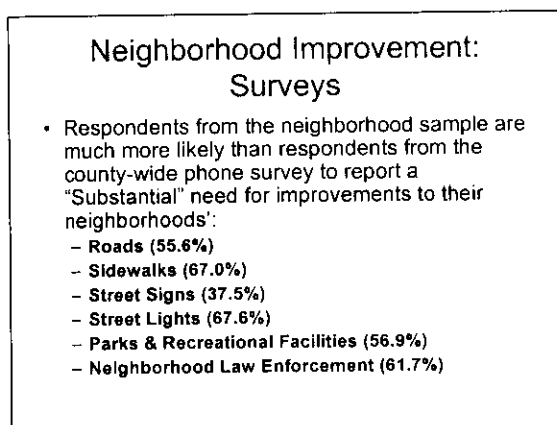 Neighborhood Improvement:
Surveys
• Respondents from the neighborhood sample are
much more likely than respondents from the
county-wide phone survey to report a
"Substantial" need for improvements to their
neighborhoods':
– Roads (55.6%)
– Sidewalks (67.0%)
– Street Signs (37.5%)
– Street Lights (67.6%)
– Parks & Recreational Facilities (56.9%)
– Neighborhood Law Enforcement (61.7%)